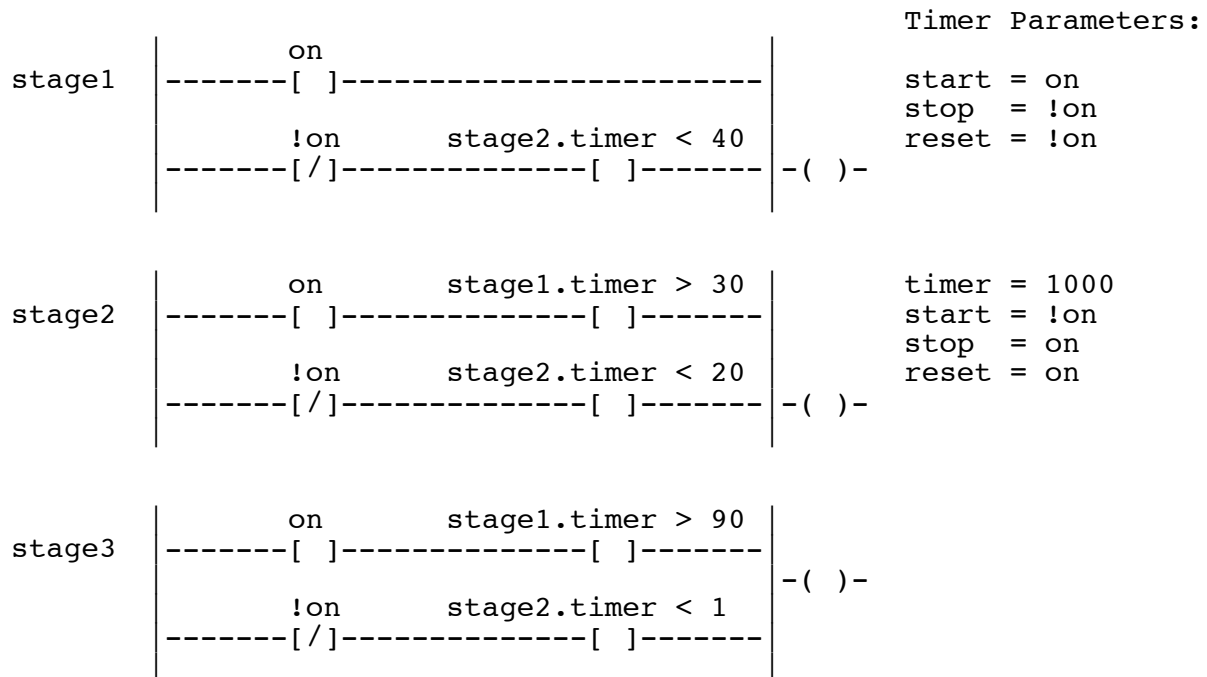 Timer Parameters:
on
stage1 |-------[ ]------------------------| start = on
stop = !on
!on stage2.timer < 40 reset = !on
|-------[/]--------------[ ]-------|-( )-
on stage1.timer > 30 timer = 1000
stage2 |-------[ ]--------------[ ]-------| start = !on
stop = on
!on stage2.timer < 20 reset = on
|-------[/]--------------[ ]-------|-( )-
on stage1.timer > 90
stage3 |-------[ ]--------------[ ]-------|
|-( )-
!on stage2.timer < 1
|-------[/]--------------[ ]-------|